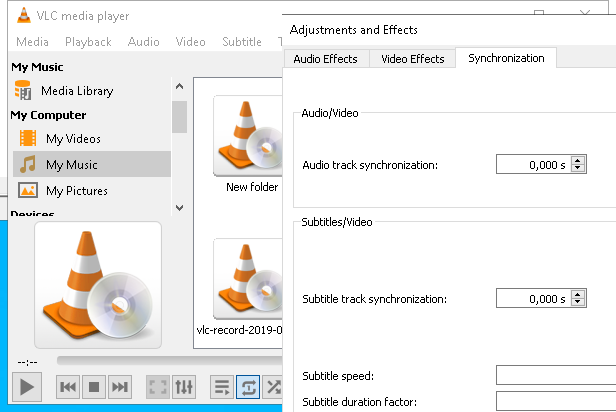 VLC media player
Media Playback Audio Video Subtitle
My Music
Media Library
My Computer
My Videos
My Music
My Pictures
Devices
New folder
vlc-record-2019-0
--:--
Adjustments and Effects
Audio Effects Video Effects Synchronization
Audio/Video
Audio track synchronization: 0,000 s
Subtitles/Video
Subtitle track synchronization: 0,000 s
Subtitle speed:
Subtitle duration factor: